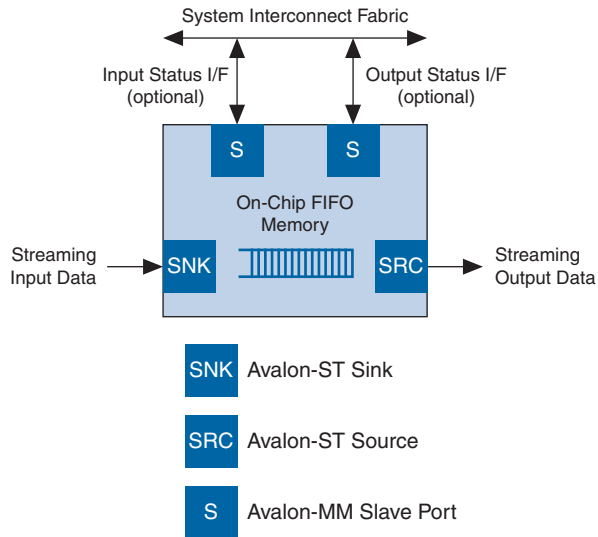 System Interconnect Fabric
Input Status I/F
(optional)
Output Status I/F
(optional)
S
S
On-Chip FIFO
Memory
Streaming
Input Data
SNK
SRC
Streaming
Output Data
SNK
Avalon-ST Sink
SRC
Avalon-ST Source
S
Avalon-MM Slave Port